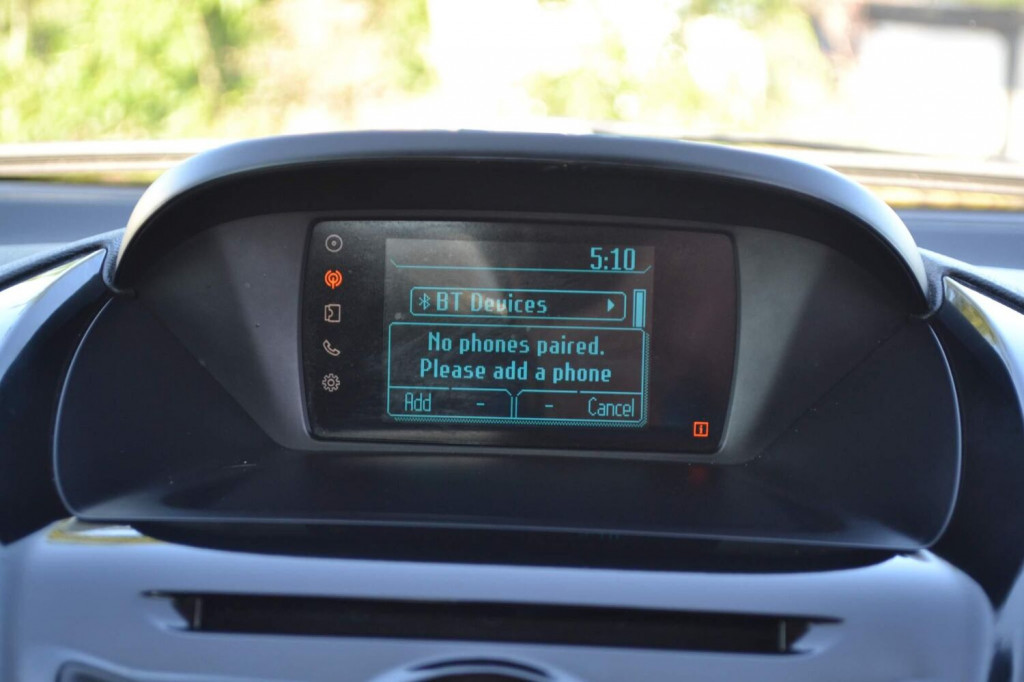 5:10
BT Devices
No phones paired.
Please add a phone
Add - - Cancel